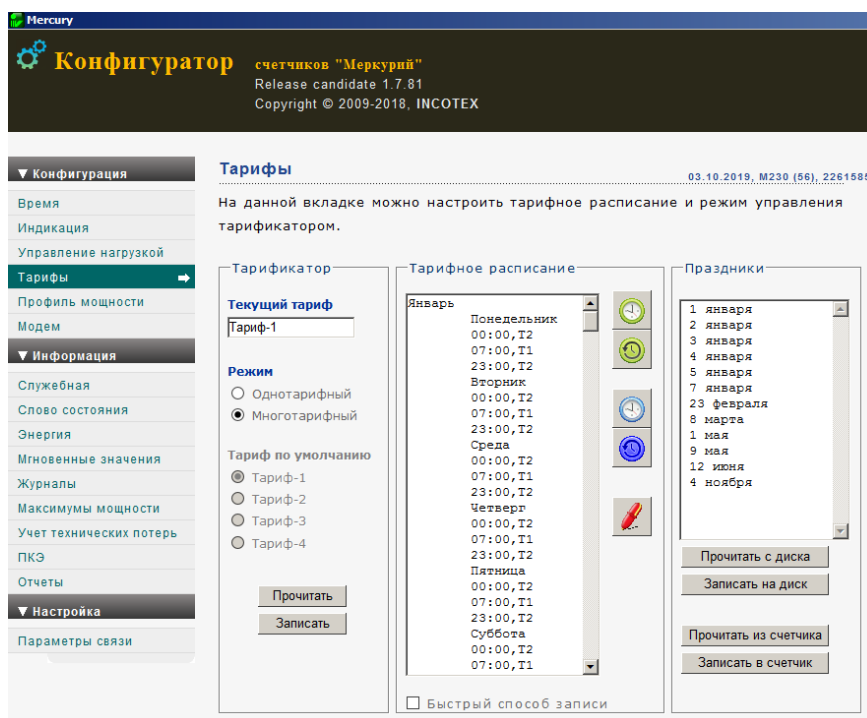 Mercury
Конфигуратор счетчиков "Меркурий"
Release candidate 1.7.81
Copyright © 2009-2018, INCOTEX
▼ Конфигурация
Время
Индикация
Управление нагрузкой
Тарифы
Профиль мощности
Модем
▼ Информация
Служебная
Слово состояния
Энергия
Мгновенные значения
Журналы
Максимумы мощности
Учет технических потерь
ПКЭ
Отчеты
▼ Настройка
Параметры связи
Тарифы
03.10.2019, M230 (56), 2261585
На данной вкладке можно настроить тарифное расписание и режим управления
тарификатором.
Тарификатор
Текущий тариф
Тариф-1
Режим
Однотарифный
Многотарифный
Тариф по умолчанию
Тариф-1
Тариф-2
Тариф-3
Тариф-4
Прочитать
Записать
Тарифное расписание
Январь
Понедельник
00:00,T2
07:00,T1
23:00,T2
Вторник
00:00,T2
07:00,T1
23:00,T2
Среда
00:00,T2
07:00,T1
23:00,T2
Четверг
00:00,T2
07:00,T1
23:00,T2
Пятница
00:00,T2
07:00,T1
23:00,T2
Суббота
00:00,T2
07:00,T1
Быстрый способ записи
Праздники
1 января
2 января
3 января
4 января
5 января
7 января
23 февраля
8 марта
1 мая
9 мая
12 июня
4 ноября
Прочитать с диска
Записать на диск
Прочитать из счетчика
Записать в счетчик